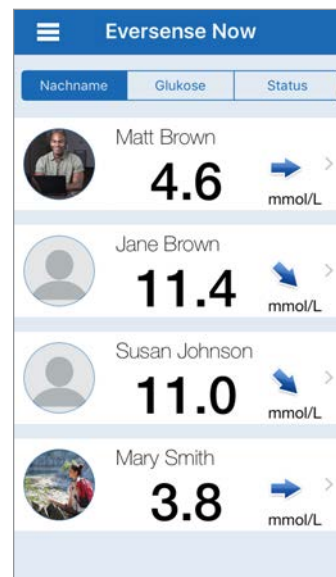 Eversense Now
Nachname Glukose Status
Matt Brown
4.6
mmol/L
Jane Brown
11.4
mmol/L
Susan Johnson
11.0
mmol/L
Mary Smith
3.8
mmol/L